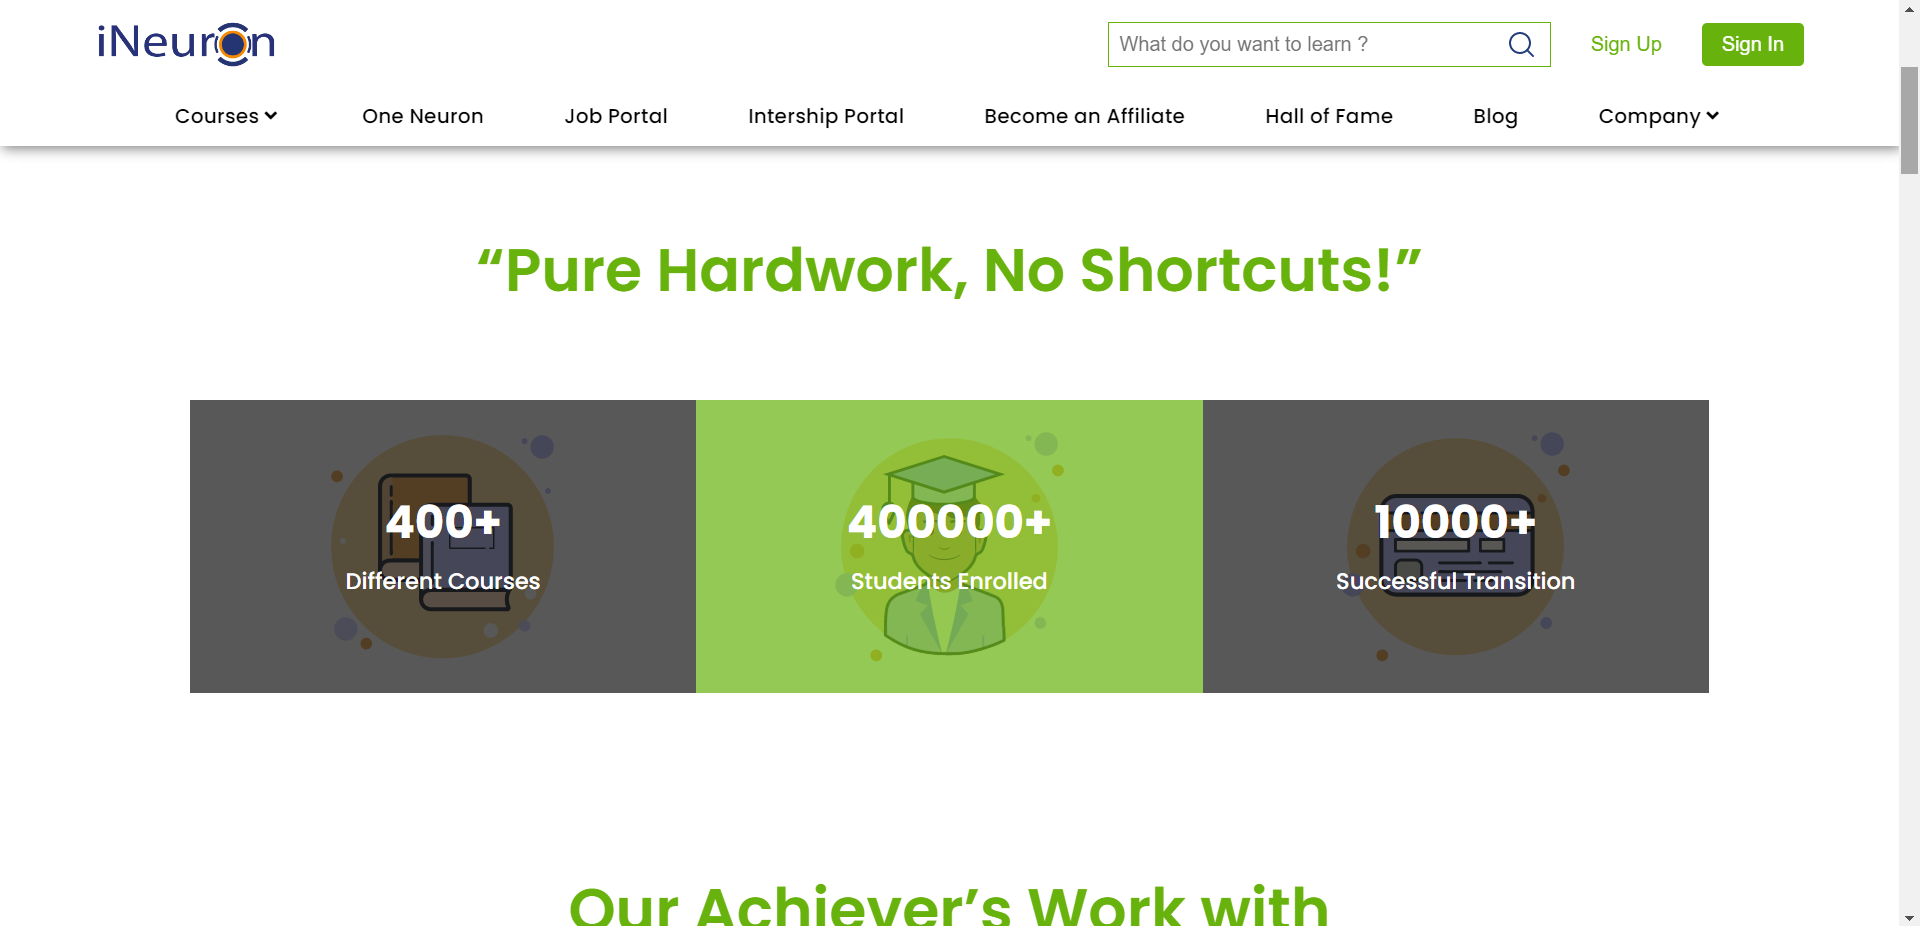 iNeuron
What do you want to learn ?
Sign Up
Sign In
Courses
One Neuron
Job Portal
Intership Portal
Become an Affiliate
Hall of Fame
Blog
Company
“Pure Hardwork, No Shortcuts!”
400+
Different Courses
400000+
Students Enrolled
10000+
Successful Transition
Our Achiever’s Work with